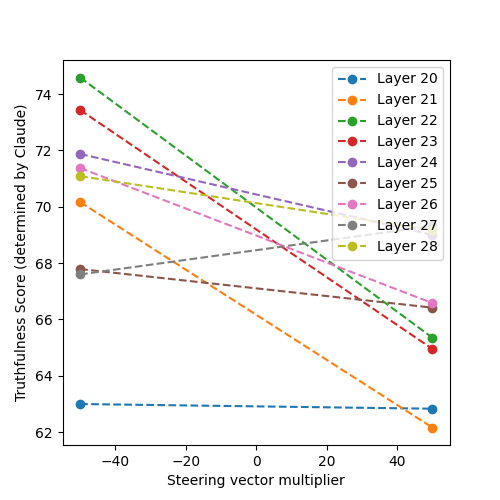 Layer 20
Layer 21
Layer 22
Layer 23
Layer 24
Layer 25
Layer 26
Layer 27
Layer 28
74
72
70
68
66
64
62
Truthfulness Score (determined by Claude)
−40
−20
0
20
40
Steering vector multiplier